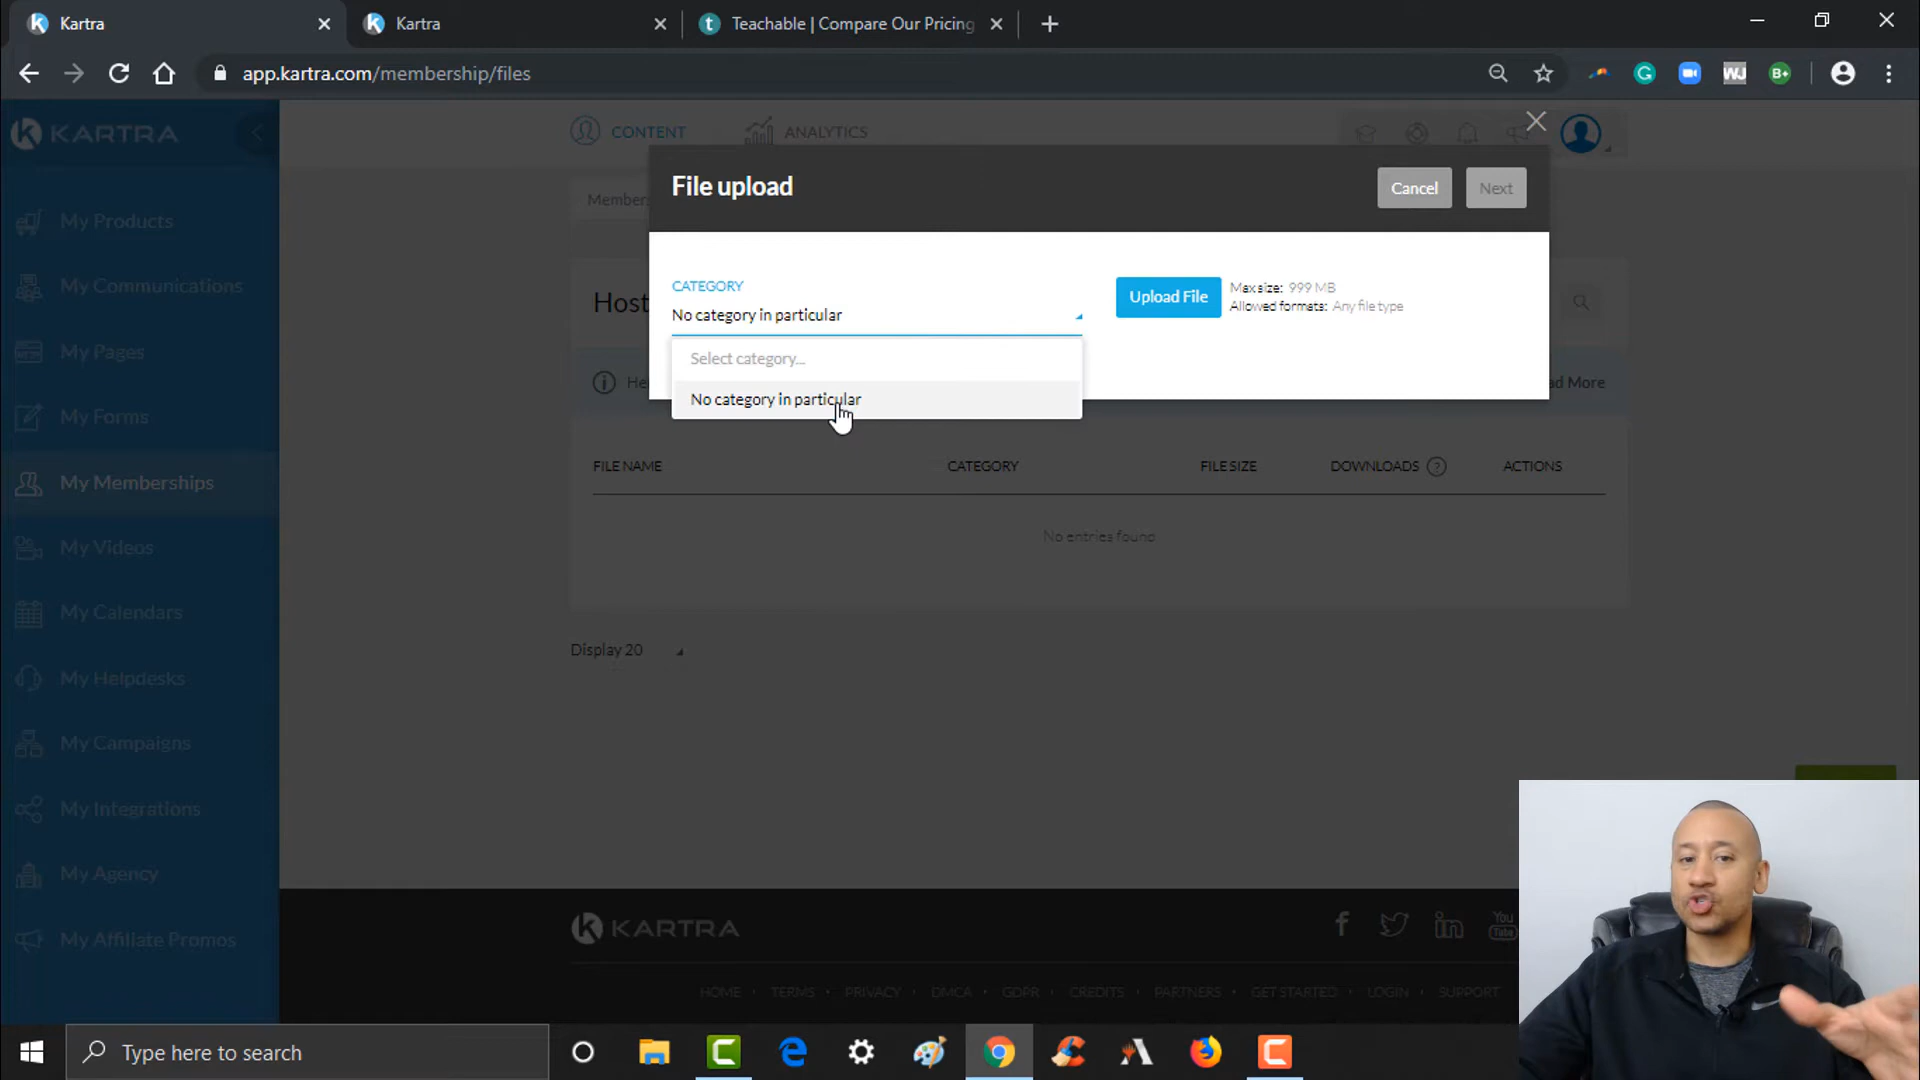 Kartra
Kartra
Teachable | Compare Our Pricing
app.kartra.com/membership/files
KARTRA
CONTENT
ANALYTICS
My Products
My Communications
My Pages
My Forms
My Memberships
My Videos
My Calendars
My Helpdesks
My Campaigns
My Integrations
My Agency
My Affiliate Promos
File upload
Cancel
Next
CATEGORY
No category in particular
Select category...
No category in particular
Upload File
Max size: 999 MB
Allowed formats: Any file type
FILE NAME
CATEGORY
FILE SIZE
DOWNLOADS ?
ACTIONS
No entries found
Display 20
KARTRA
You
Tube
HOME
TERMS
PRIVACY
DMCA
GDPR
CREDITS
PARTNERS
GET STARTED
LOGIN
SUPPORT
Type here to search